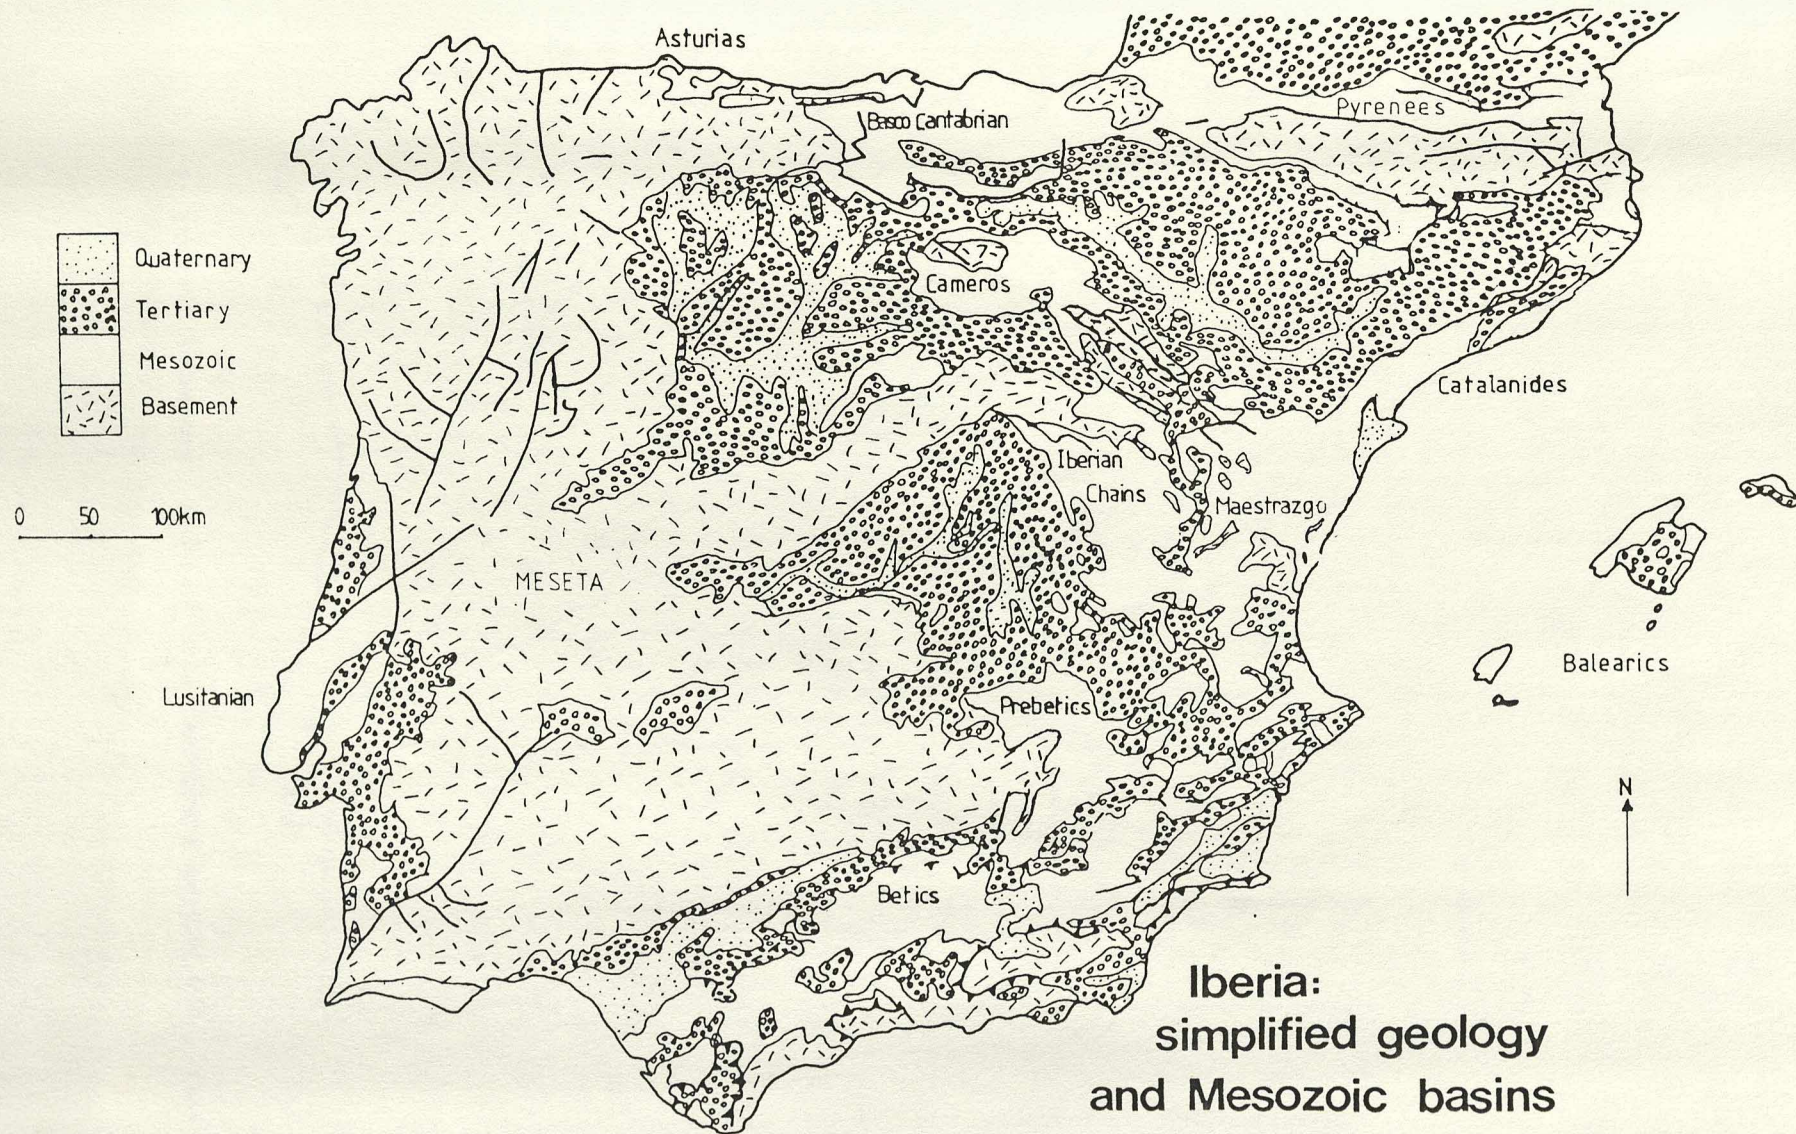 Asturias
Pyrenees
Basco Cantabrian
Quaternary
Tertiary
Mesozoic
Basement
Cameros
Catalanides
Iberian
Chains
Maestrazgo
0 50 100km
MESETA
Balearics
Lusitanian
Prebetics
N
Betics
Iberia:
simplified geology
and Mesozoic basins